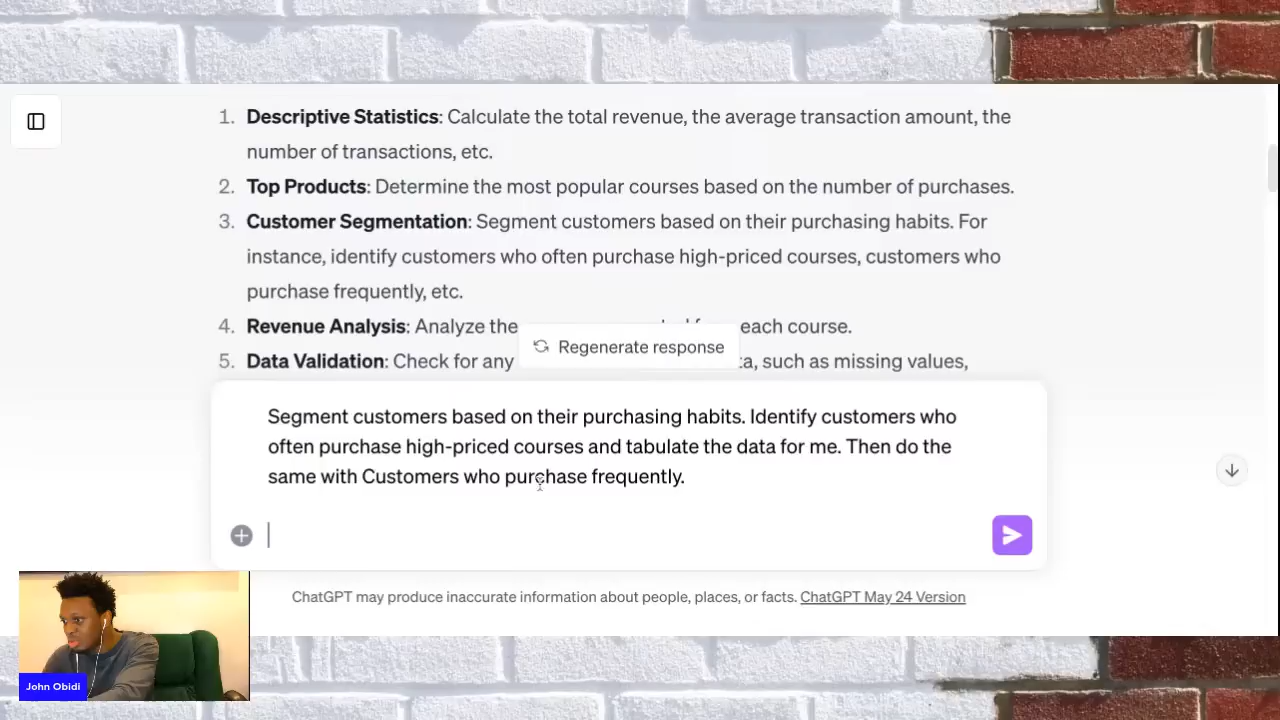 1. Descriptive Statistics: Calculate the total revenue, the average transaction amount, the
number of transactions, etc.
2. Top Products: Determine the most popular courses based on the number of purchases.
3. Customer Segmentation: Segment customers based on their purchasing habits. For
instance, identify customers who often purchase high-priced courses, customers who
purchase frequently, etc.
4. Revenue Analysis: Analyze the each course.
Regenerate response
5. Data Validation: Check for any such as missing values,
Segment customers based on their purchasing habits. Identify customers who
often purchase high-priced courses and tabulate the data for me. Then do the
same with Customers who purchase frequently.
ChatGPT may produce inaccurate information about people, places, or facts. ChatGPT May 24 Version
John Obidi